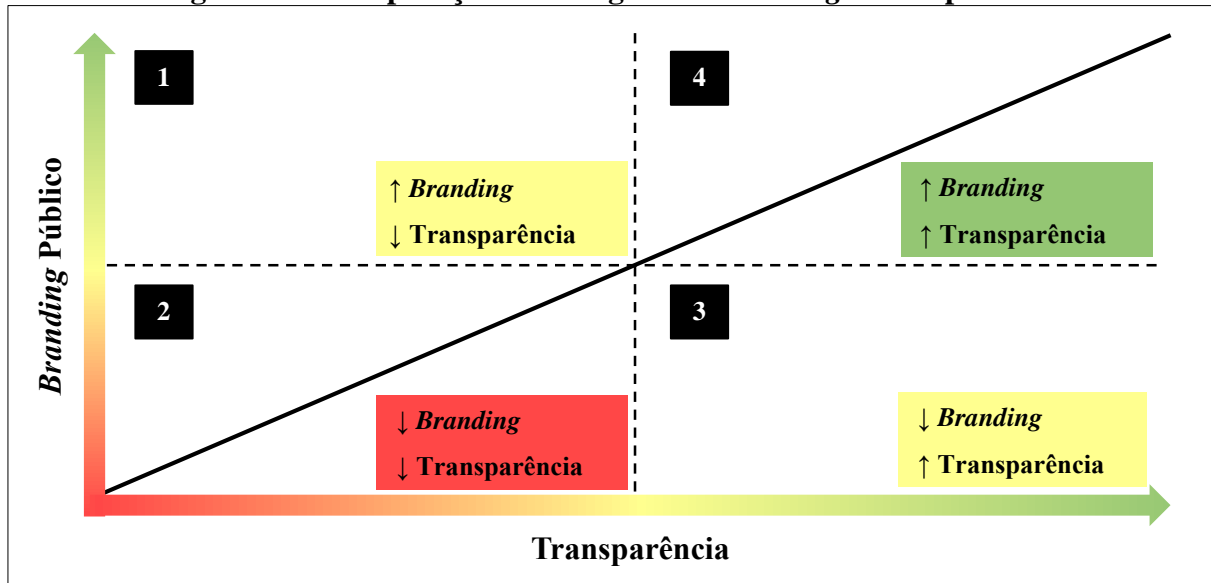 1
4
↑ Branding
↓ Transparência
↑ Branding
↑ Transparência
Branding Público
2
3
↓ Branding
↓ Transparência
↓ Branding
↑ Transparência
Transparência